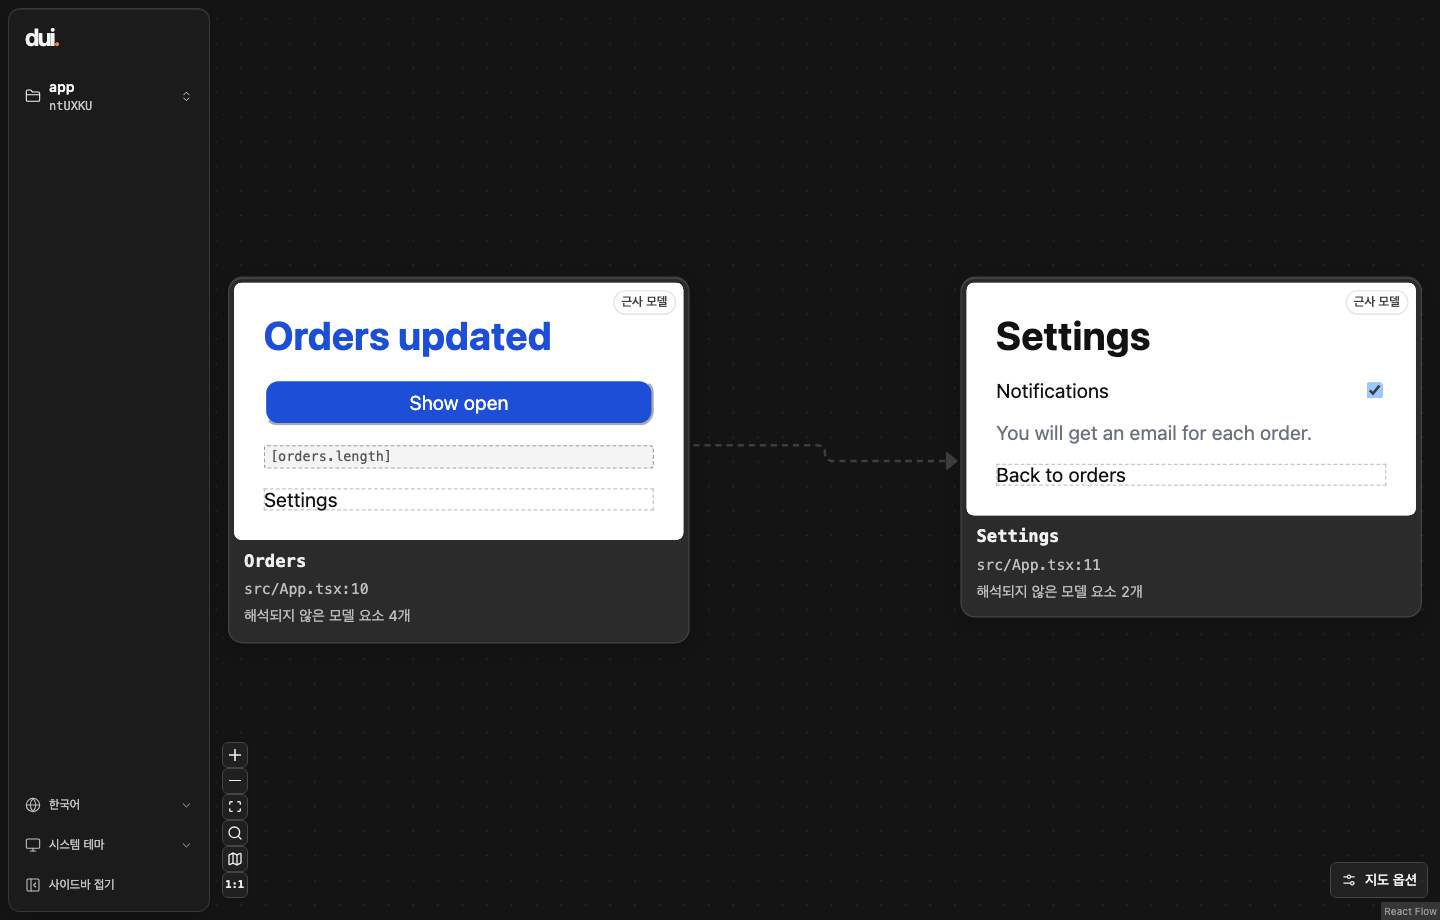 dui.
app
ntUXKU
근사 모델
Orders updated
Show open
[orders.length]
Settings
Orders
src/App.tsx:10
해석되지 않은 모델 요소 4개
근사 모델
Settings
Notifications
You will get an email for each order.
Back to orders
Settings
src/App.tsx:11
해석되지 않은 모델 요소 2개
한국어
시스템 테마
사이드바 접기
1:1
지도 옵션
React Flow